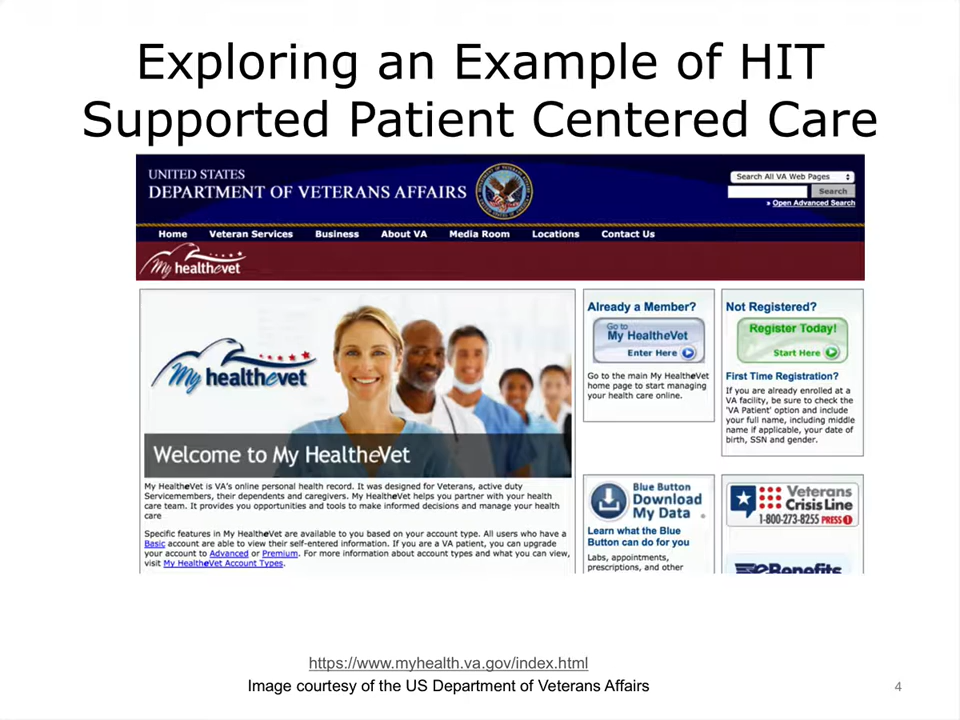 Exploring an Example of HIT
Supported Patient Centered Care
UNITED STATES
DEPARTMENT OF VETERANS AFFAIRS
Search All VA Web Pages
Search
» Open Advanced Search
Home Veteran Services Business About VA Media Room Locations Contact Us
My healthevet
My healthevet
Welcome to My HealtheVet
My HealtheVet is VA's online personal health record. It was designed for Veterans, active duty
Servicemembers, their dependents and caregivers. My HealtheVet helps you partner with your health
care team. It provides you opportunities and tools to make informed decisions and manage your health
care
Specific features in My HealtheVet are available to you based on your account type. All users who have a
Basic account are able to view their self-entered information. If you are a VA patient, you can upgrade
your account to Advanced or Premium. For more information about account types and what you can view,
visit My HealtheVet Account Types.
Already a Member?
Go to
My HealtheVet
Enter Here
Go to the main My HealtheVet
home page to start managing
your health care online.
Not Registered?
Register Today!
Start Here
First Time Registration?
If you are already enrolled at a
VA facility, be sure to check the
'VA Patient' option and include
your full name, including middle
name if applicable, your date of
birth, SSN and gender.
Blue Button
Download
My Data
Learn what the Blue
Button can do for you
Labs, appointments,
prescriptions, and other
Veterans
Crisis Line
1-800-273-8255 PRESS 1
eBenefits
https://www.myhealth.va.gov/index.html
Image courtesy of the US Department of Veterans Affairs
4